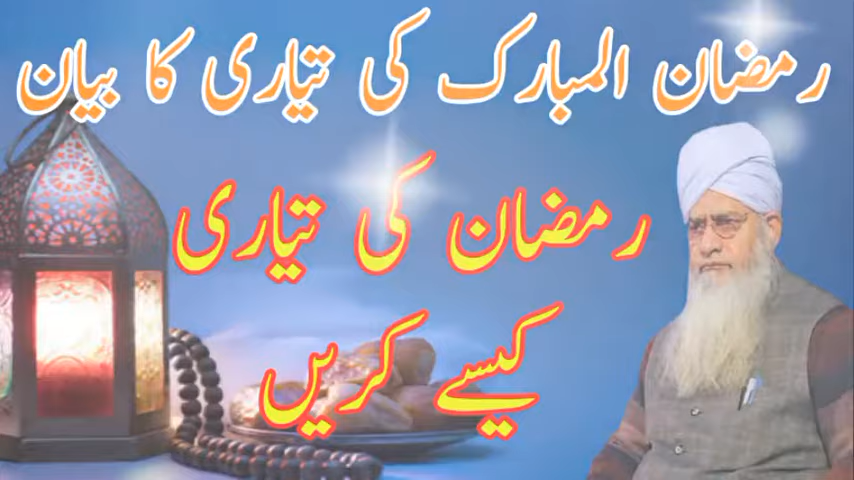 رمضان المبارک کی تیاری کا بیان
رمضان کی تیاری
کیسے کریں